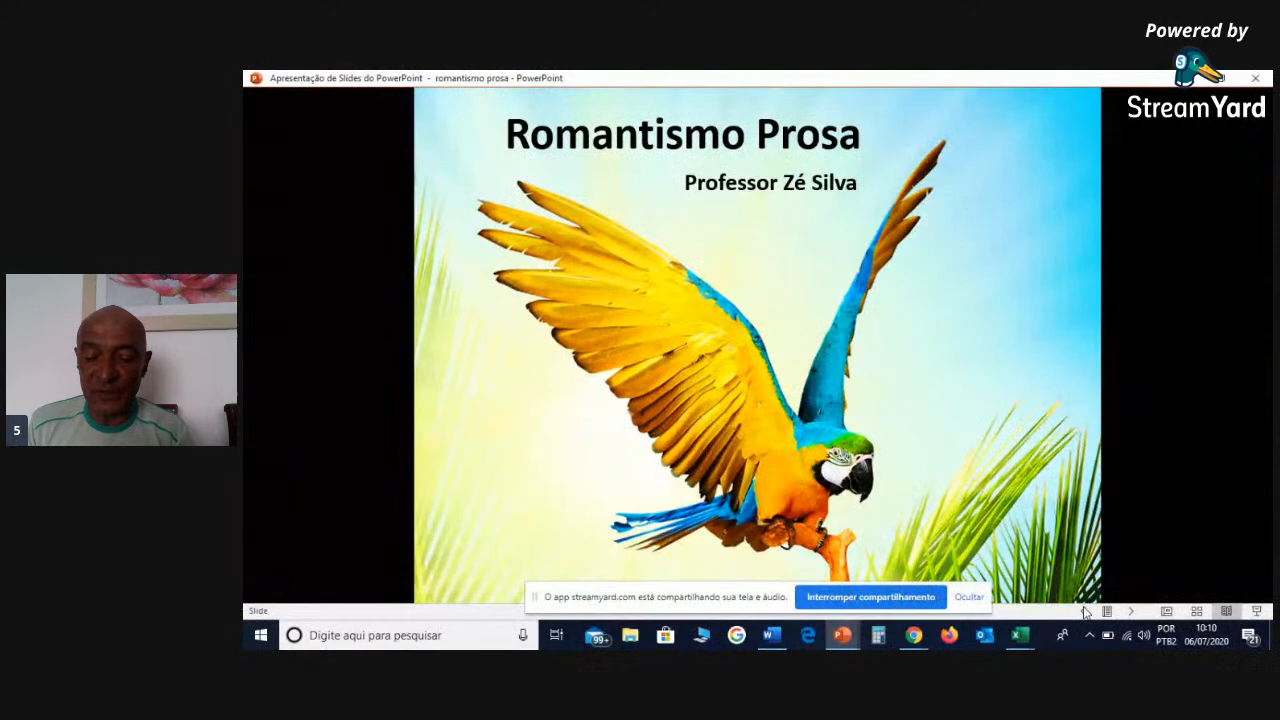 Powered by
S
StreamYard
Apresentação de Slides do PowerPoint - romantismo prosa - PowerPoint
Romantismo Prosa
Professor Zé Silva
5
O app streamyard.com está compartilhando sua tela e áudio.
Interromper compartilhamento
Ocultar
Slide
Digite aqui para pesquisar
99+
POR
PTB2
10:10
06/07/2020
21